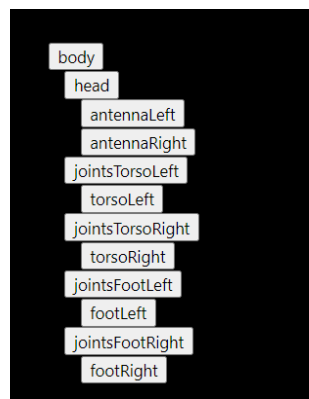 body
head
antennaLeft
antennaRight
jointsTorsoLeft
torsoLeft
jointsTorsoRight
torsoRight
jointsFootLeft
footLeft
jointsFootRight
footRight